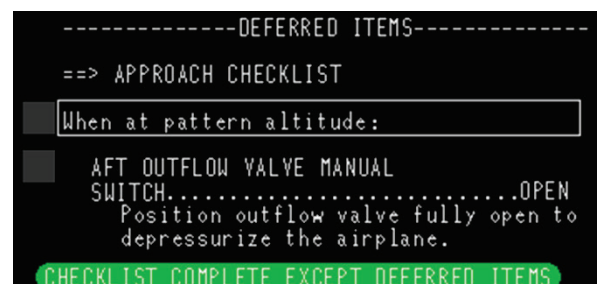 --------------DEFERRED ITEMS--------------
==> APPROACH CHECKLIST
When at pattern altitude:
AFT OUTFLOW VALVE MANUAL
SWITCH............................OPEN
Position outflow valve fully open to
depressurize the airplane.
CHECKLIST COMPLETE EXCEPT DEFERRED ITEMS